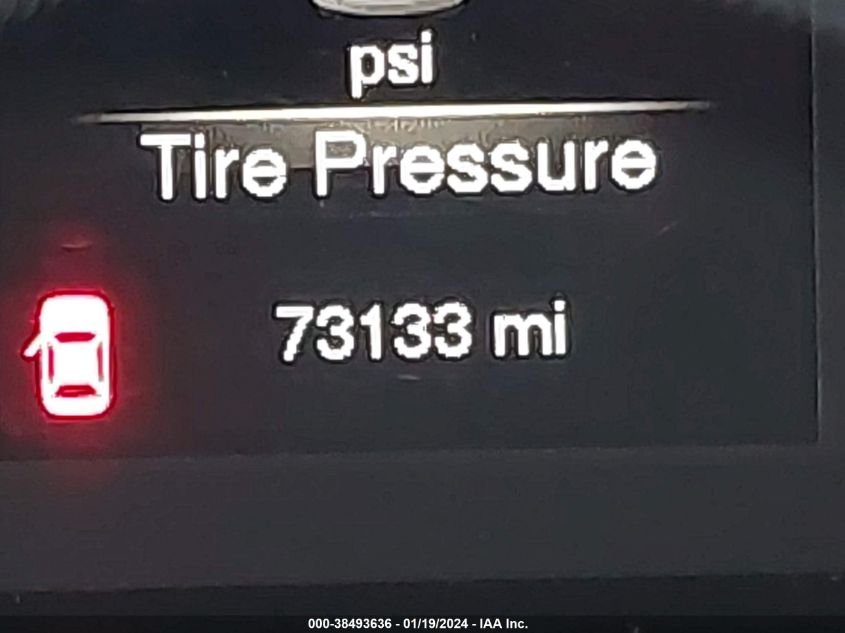 psi
Tire Pressure
73133 mi
000-38493636 - 01/19/2024 - IAA Inc.